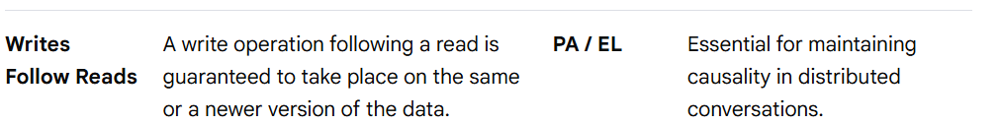 Writes Follow Reads
A write operation following a read is
guaranteed to take place on the same
or a newer version of the data.
PA / EL
Essential for maintaining
causality in distributed
conversations.